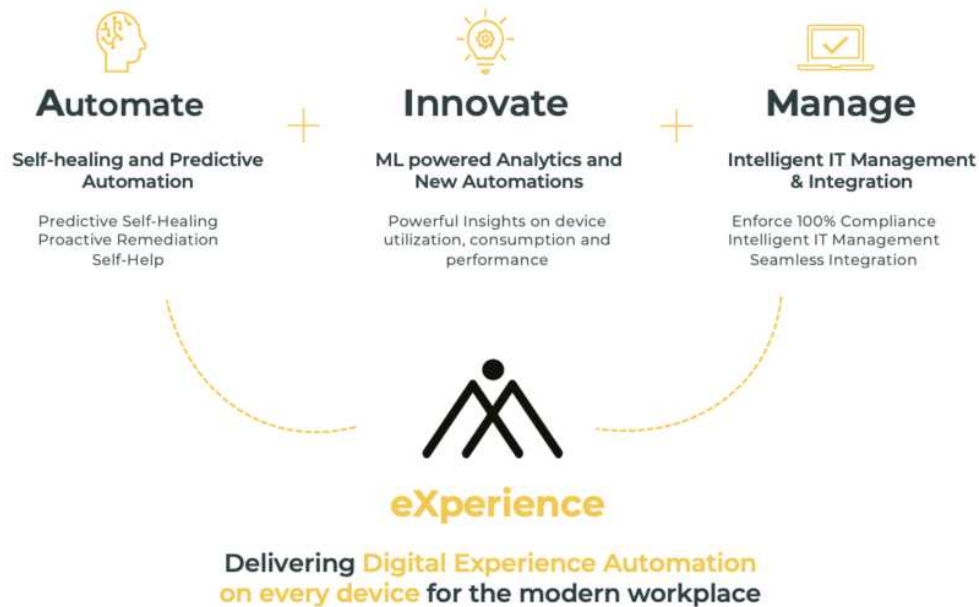 Automate
Self-healing and Predictive
Automation
Predictive Self-Healing
Proactive Remediation
Self-Help
Innovate
ML powered Analytics and
New Automations
Powerful Insights on device
utilization, consumption and
performance
Manage
Intelligent IT Management
& Integration
Enforce 100% Compliance
Intelligent IT Management
Seamless Integration
eXperience
Delivering Digital Experience Automation
on every device for the modern workplace